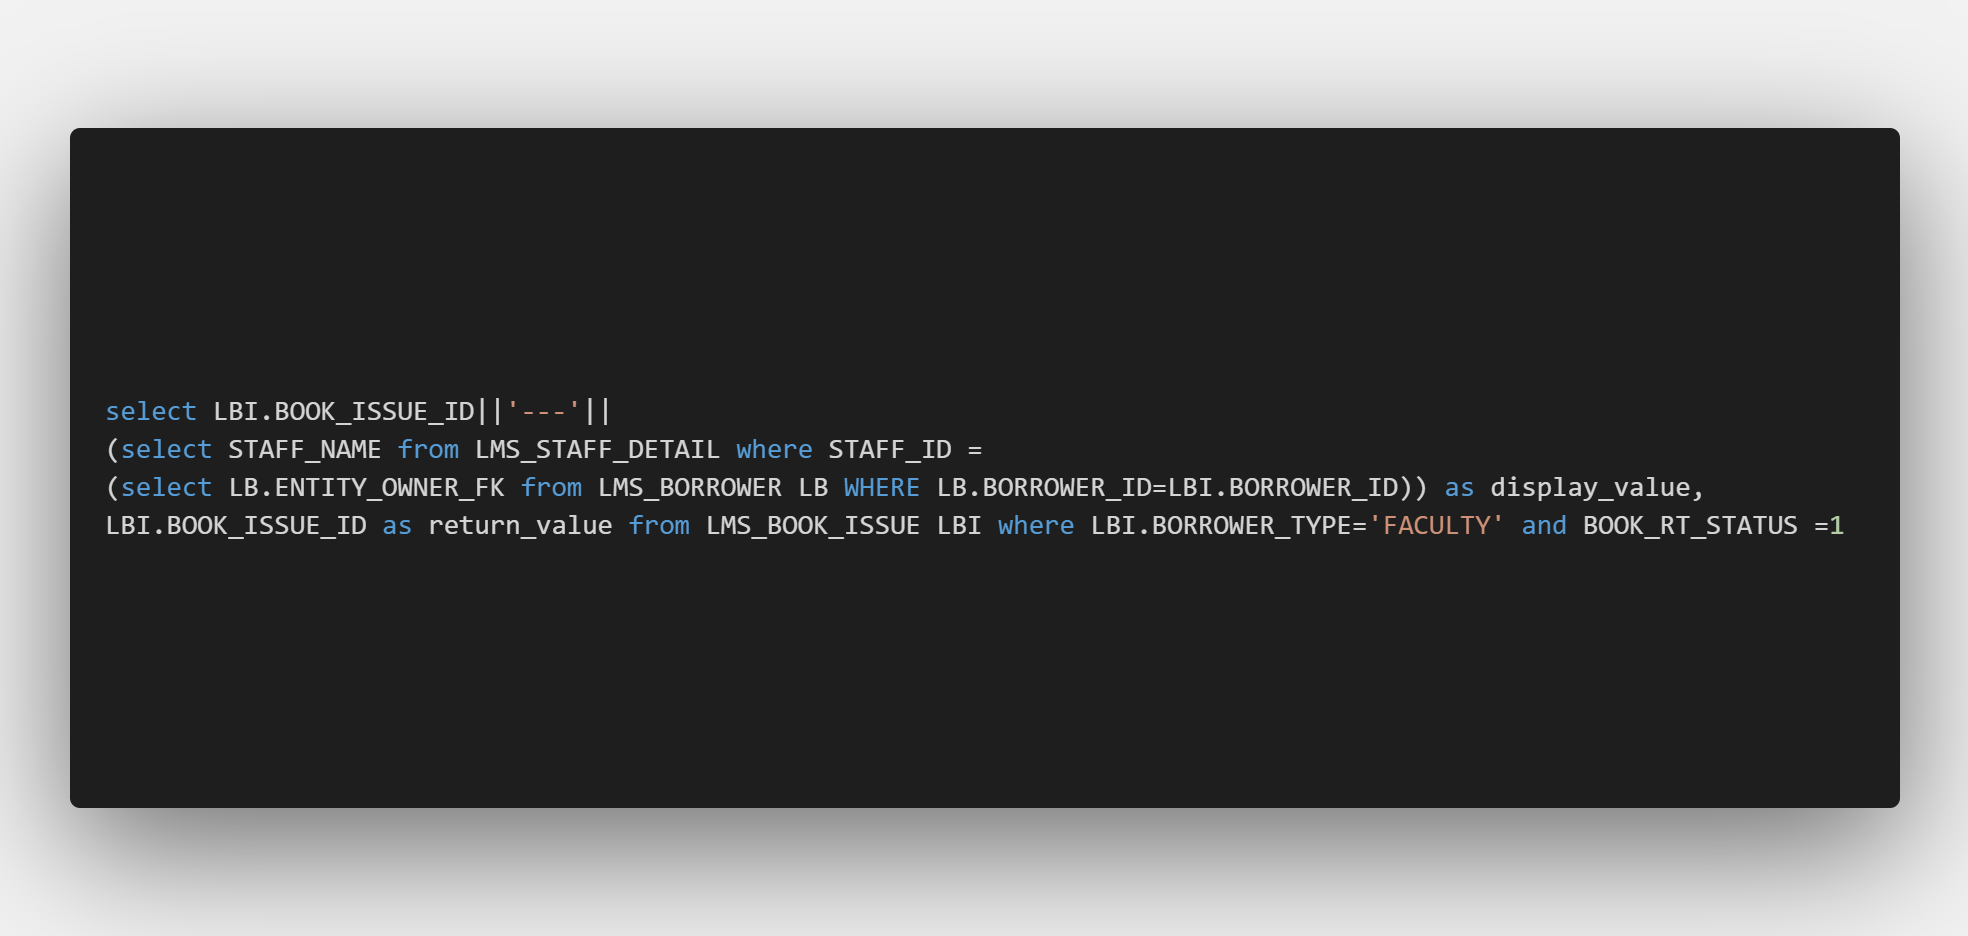 select LBI.BOOK_ISSUE_ID||'---'||
(select STAFF_NAME from LMS_STAFF_DETAIL where STAFF_ID =
(select LB.ENTITY_OWNER_FK from LMS_BORROWER LB WHERE LB.BORROWER_ID=LBI.BORROWER_ID)) as display_value,
LBI.BOOK_ISSUE_ID as return_value from LMS_BOOK_ISSUE LBI where LBI.BORROWER_TYPE='FACULTY' and BOOK_RT_STATUS =1